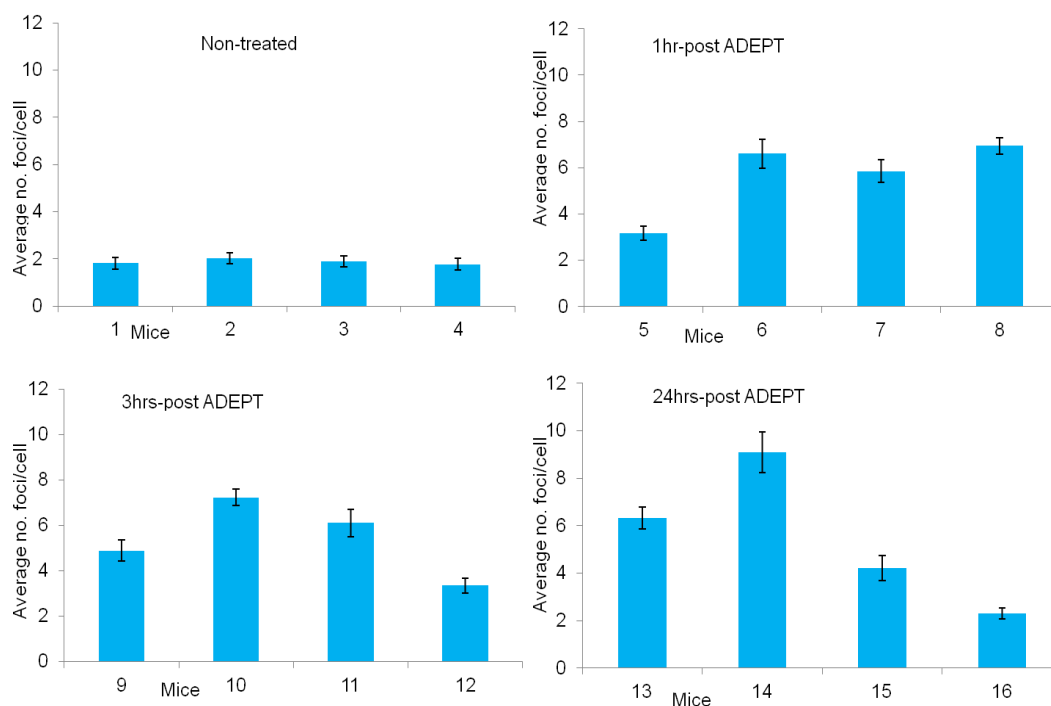 Non-treated
Average no. foci/cell
12
10
8
6
4
2
0
1 Mice 2 3 4
1hr-post ADEPT
Average no. foci/cell
12
10
8
6
4
2
0
5 Mice 6 7 8
3hrs-post ADEPT
Average no. foci/cell
12
10
8
6
4
2
0
9 Mice 10 11 12
24hrs-post ADEPT
Average no. foci/cell
12
10
8
6
4
2
0
13 Mice 14 15 16